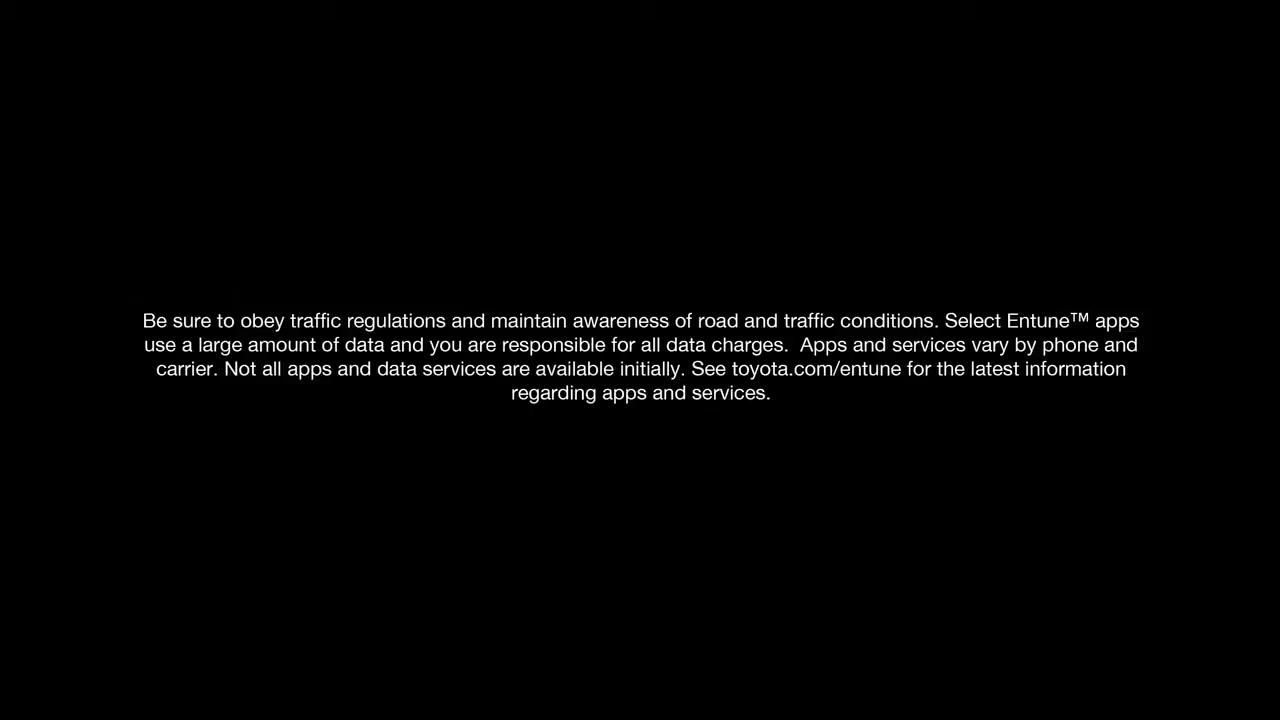 Be sure to obey traffic regulations and maintain awareness of road and traffic conditions. Select Entune™ apps
use a large amount of data and you are responsible for all data charges.  Apps and services vary by phone and
carrier. Not all apps and data services are available initially. See toyota.com/entune for the latest information
regarding apps and services.